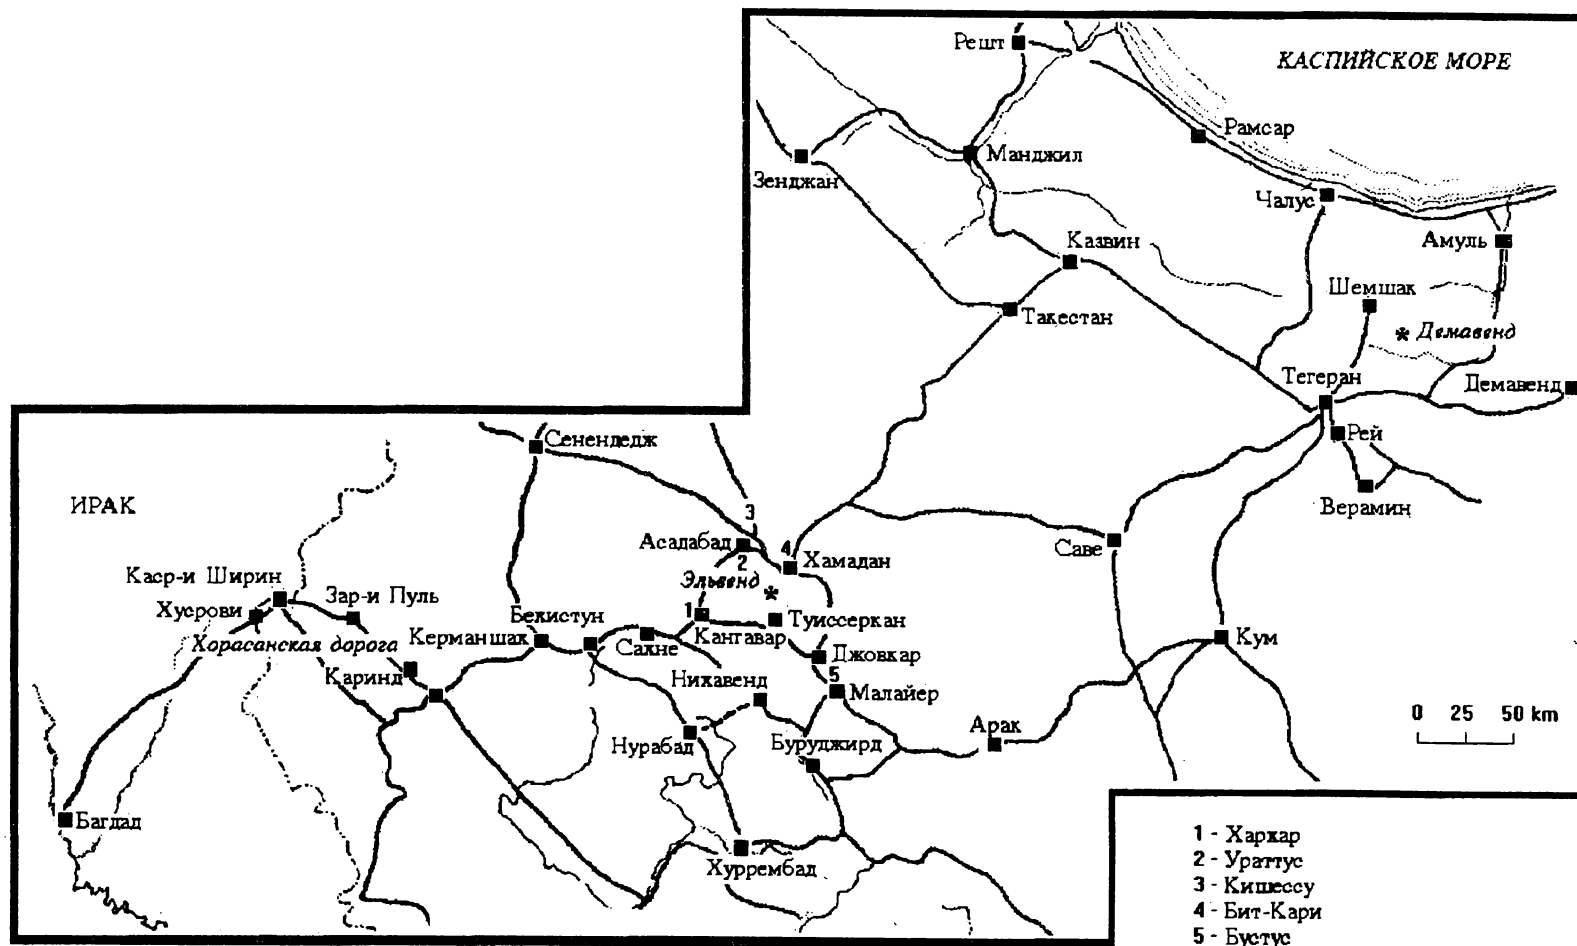 Решт
КАСПИЙСКОЕ МОРЕ
Рамсар
Манджил
Зенджан
Чалус
Казвин
Амуль
Шемшак
Такестан
* Демавенд
Тегеран
Демавенд
Рей
Сенендедж
ИРАК
Верамин
3
Асадабад
4
Саве
Хамадан
2
Эльвенд
*
Каср-и Ширин
Зар-и Пуль
Хусрови
Бехистун
1
Туиссеркан
Хорасанская дорога
Керманшах
Сахне
Кангавар
Кум
Джовкар
Каринд
Нихавенд
5
Малайер
0 25 50 km
Арак
Нурабад
Буруджирд
Багдад
Хуррембад
1 - Хархар
2 - Ураттус
3 - Кишессу
4 - Бит-Кари
5 - Бустус